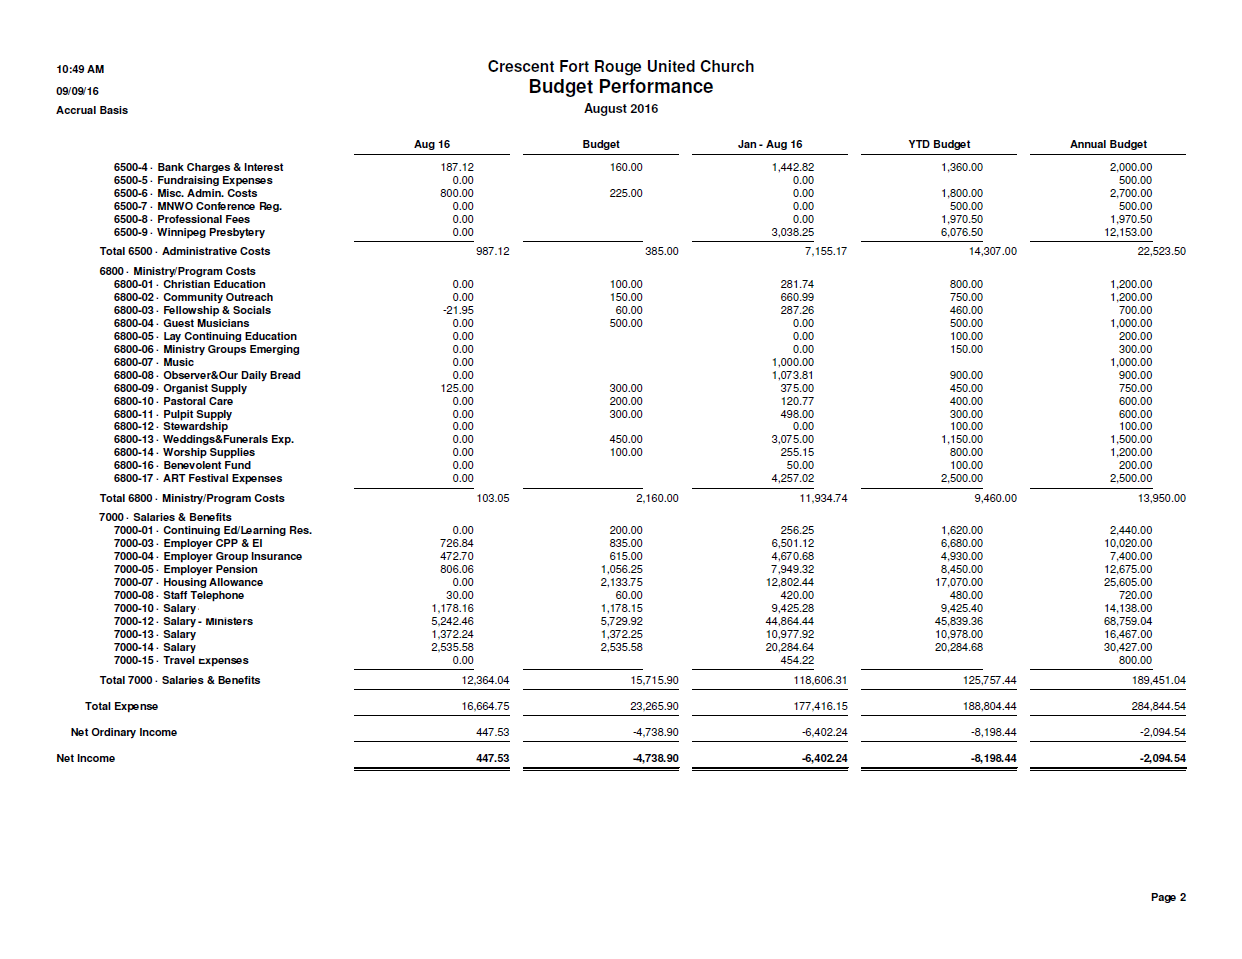 10:49 AM
09/09/16
Accrual Basis
Crescent Fort Rouge United Church
Budget Performance
August 2016
Aug 16 Budget Jan - Aug 16 YTD Budget Annual Budget
6500-4 · Bank Charges & Interest 187.12 160.00 1,442.82 1,360.00 2,000.00
6500-5 · Fundraising Expenses 0.00 0.00 500.00
6500-6 · Misc. Admin. Costs 800.00 225.00 0.00 1,800.00 2,700.00
6500-7 · MNWO Conference Reg. 0.00 0.00 500.00 500.00
6500-8 · Professional Fees 0.00 0.00 1,970.50 1,970.50
6500-9 · Winnipeg Presbytery 0.00 3,038.25 6,076.50 12,153.00
Total 6500 · Administrative Costs 987.12 385.00 7,155.17 14,307.00 22,523.50
6800 · Ministry/Program Costs
6800-01 · Christian Education 0.00 100.00 281.74 800.00 1,200.00
6800-02 · Community Outreach 0.00 150.00 660.99 750.00 1,200.00
6800-03 · Fellowship & Socials -21.95 60.00 287.26 460.00 700.00
6800-04 · Guest Musicians 0.00 500.00 0.00 500.00 1,000.00
6800-05 · Lay Continuing Education 0.00 0.00 100.00 200.00
6800-06 · Ministry Groups Emerging 0.00 0.00 150.00 300.00
6800-07 · Music 0.00 1,000.00 1,000.00
6800-08 · Observer&Our Daily Bread 0.00 1,073.81 900.00 900.00
6800-09 · Organist Supply 125.00 300.00 375.00 450.00 750.00
6800-10 · Pastoral Care 0.00 200.00 120.77 400.00 600.00
6800-11 · Pulpit Supply 0.00 300.00 498.00 300.00 600.00
6800-12 · Stewardship 0.00 0.00 100.00 100.00
6800-13 · Weddings&Funerals Exp. 0.00 450.00 3,075.00 1,150.00 1,500.00
6800-14 · Worship Supplies 0.00 100.00 255.15 800.00 1,200.00
6800-16 · Benevolent Fund 0.00 50.00 100.00 200.00
6800-17 · ART Festival Expenses 0.00 4,257.02 2,500.00 2,500.00
Total 6800 · Ministry/Program Costs 103.05 2,160.00 11,934.74 9,460.00 13,950.00
7000 · Salaries & Benefits
7000-01 · Continuing Ed/Learning Res. 0.00 200.00 256.25 1,620.00 2,440.00
7000-03 · Employer CPP & EI 726.84 835.00 6,501.12 6,680.00 10,020.00
7000-04 · Employer Group Insurance 472.70 615.00 4,670.68 4,930.00 7,400.00
7000-05 · Employer Pension 806.06 1,056.25 7,949.32 8,450.00 12,675.00
7000-07 · Housing Allowance 0.00 2,133.75 12,802.44 17,070.00 25,605.00
7000-08 · Staff Telephone 30.00 60.00 420.00 480.00 720.00
7000-10 · Salary 1,178.16 1,178.15 9,425.28 9,425.40 14,138.00
7000-12 · Salary - Ministers 5,242.46 5,729.92 44,864.44 45,839.36 68,759.04
7000-13 · Salary 1,372.24 1,372.25 10,977.92 10,978.00 16,467.00
7000-14 · Salary 2,535.58 2,535.58 20,284.64 20,284.68 30,427.00
7000-15 · Travel Expenses 0.00 454.22 800.00
Total 7000 · Salaries & Benefits 12,364.04 15,715.90 118,606.31 125,757.44 189,451.04
Total Expense 16,664.75 23,265.90 177,416.15 188,804.44 284,844.54
Net Ordinary Income 447.53 -4,738.90 -6,402.24 -8,198.44 -2,094.54
Net Income 447.53 -4,738.90 -6,402.24 -8,198.44 -2,094.54
Page 2